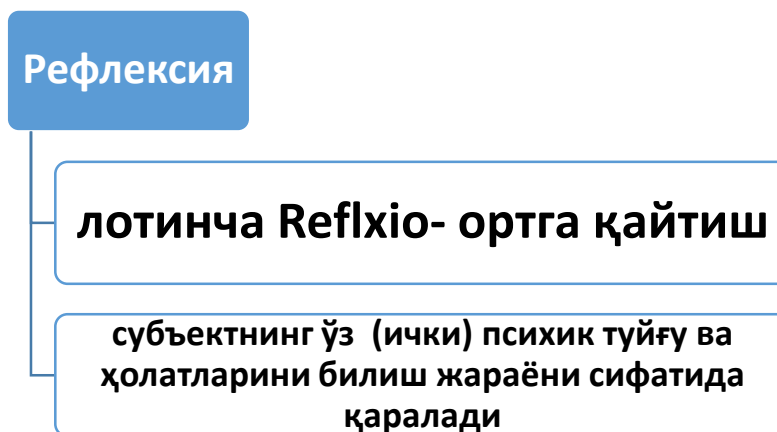 Рефлексия
лотинча Reflxio- ортга қайтиш
субъектнинг ўз (ички) психик туйғу ва
ҳолатларини билиш жараёни сифатида
қаралади